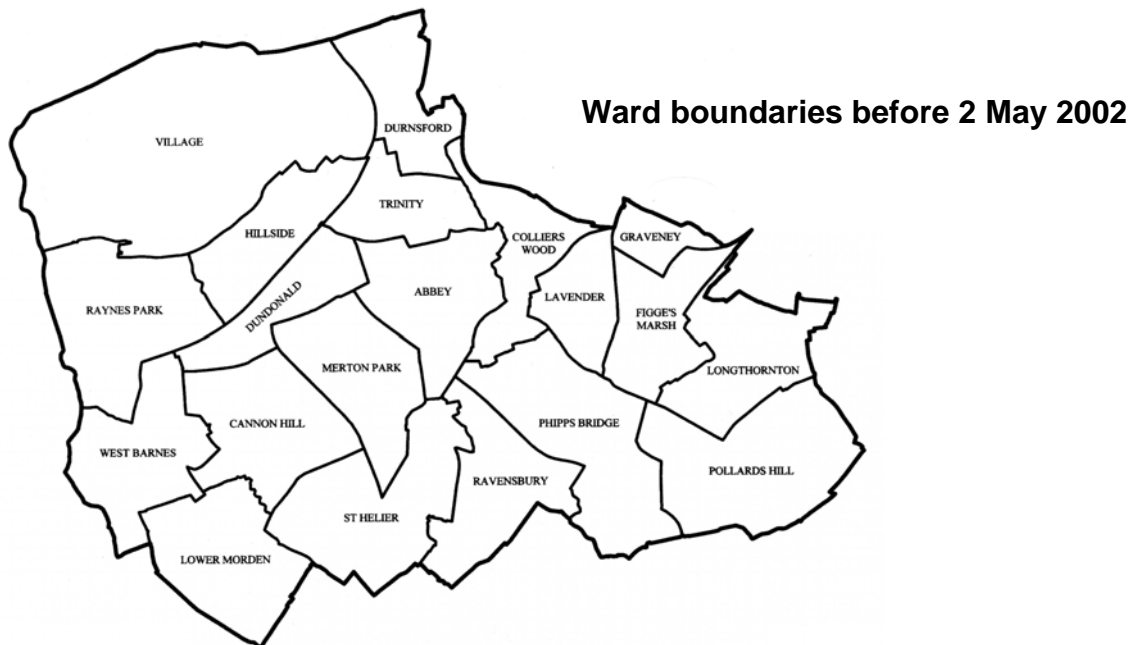 Ward boundaries before 2 May 2002
VILLAGE
DURNSFORD
TRINITY
HILLSIDE
COLLIERS
WOOD
GRAVENEY
RAYNES PARK
DUNDONALD
ABBEY
LAVENDER
FIGGE'S
MARSH
MERTON PARK
LONGTHORNTON
CANNON HILL
PHIPPS BRIDGE
WEST BARNES
POLLARDS HILL
RAVENSBURY
ST HELIER
LOWER MORDEN